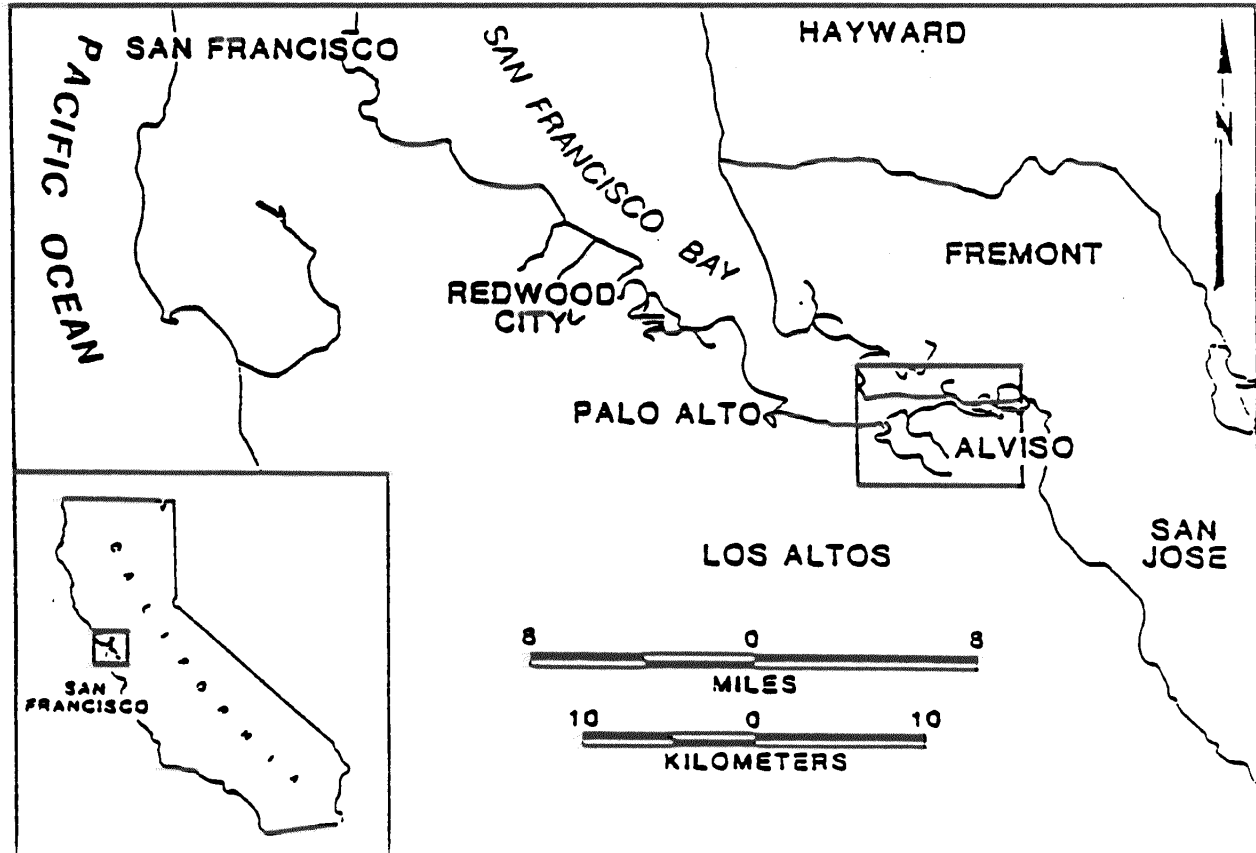 PACIFIC OCEAN
SAN FRANCISCO
SAN FRANCISCO BAY
HAYWARD
N
FREMONT
REDWOOD
CITY
PALO ALTO
ALVISO
LOS ALTOS
SAN
JOSE
8 0 8
MILES
10 0 10
KILOMETERS
CALIFORNIA
SAN
FRANCISCO